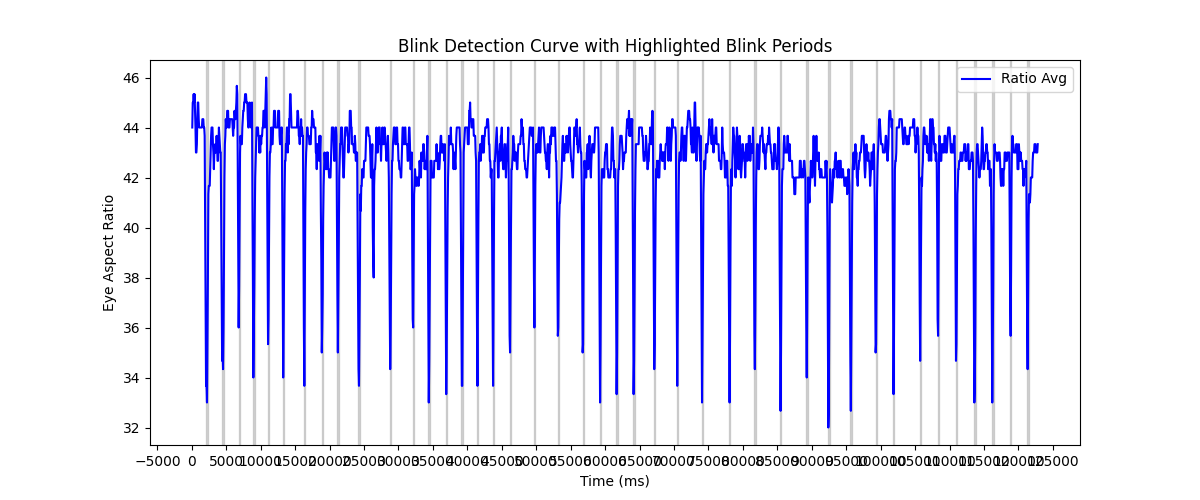 Blink Detection Curve with Highlighted Blink Periods
Ratio Avg
Eye Aspect Ratio
46
44
42
40
38
36
34
32
−5000 0 5000 10000 15000 20000 25000 30000 35000 40000 45000 50000 55000 60000 65000 70000 75000 80000 85000 90000 95000 100000 105000 110000 115000 120000 125000
Time (ms)